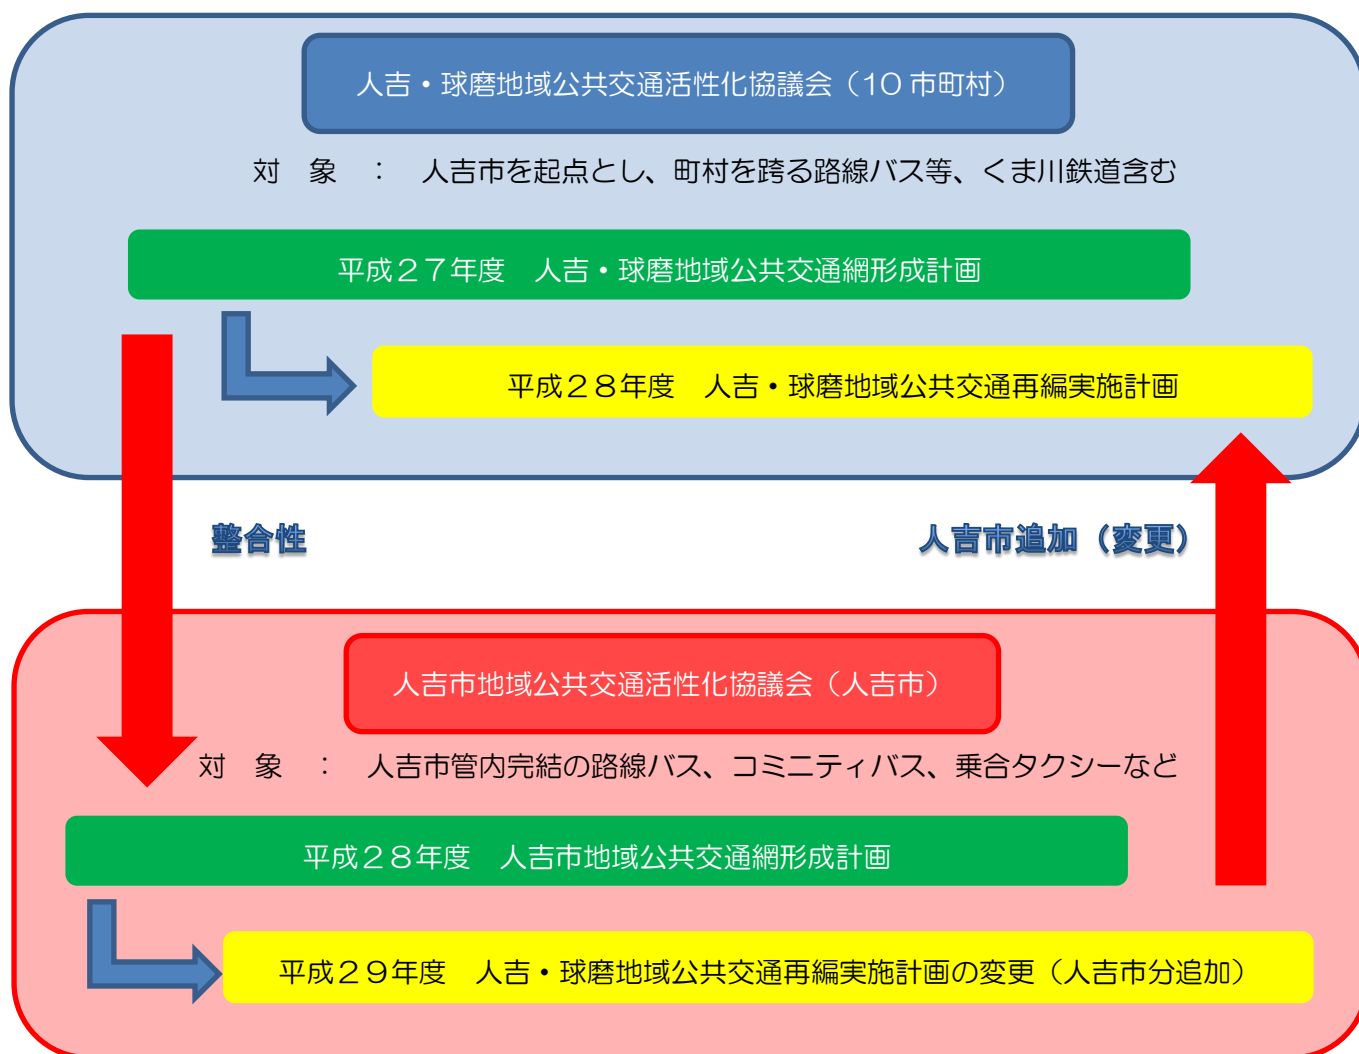 人吉・球磨地域公共交通活性化協議会（10 市町村）
対　象　：　人吉市を起点とし、町村を跨る路線バス等、くま川鉄道含む
平成２７年度　人吉・球磨地域公共交通網形成計画
平成２８年度　人吉・球磨地域公共交通再編実施計画
整合性
人吉市追加（変更）
人吉市地域公共交通活性化協議会（人吉市）
対　象　：　人吉市管内完結の路線バス、コミニティバス、乗合タクシーなど
平成２８年度　人吉市地域公共交通網形成計画
平成２９年度　人吉・球磨地域公共交通再編実施計画の変更（人吉市分追加）